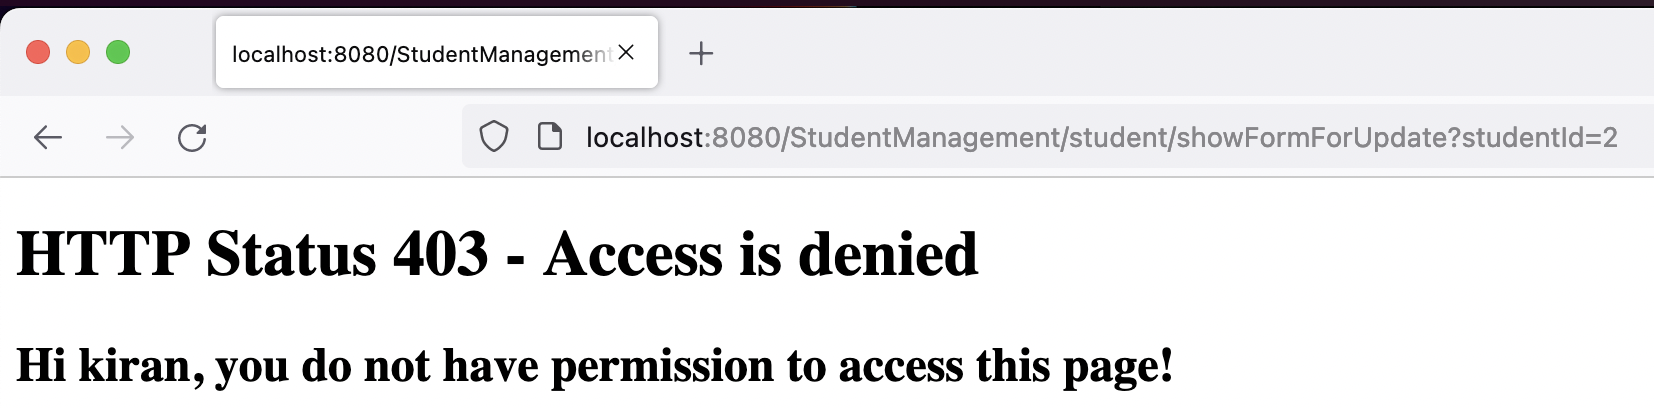 localhost:8080/StudentManagement
localhost:8080/StudentManagement/student/showFormForUpdate?studentId=2
HTTP Status 403 - Access is denied
Hi kiran, you do not have permission to access this page!